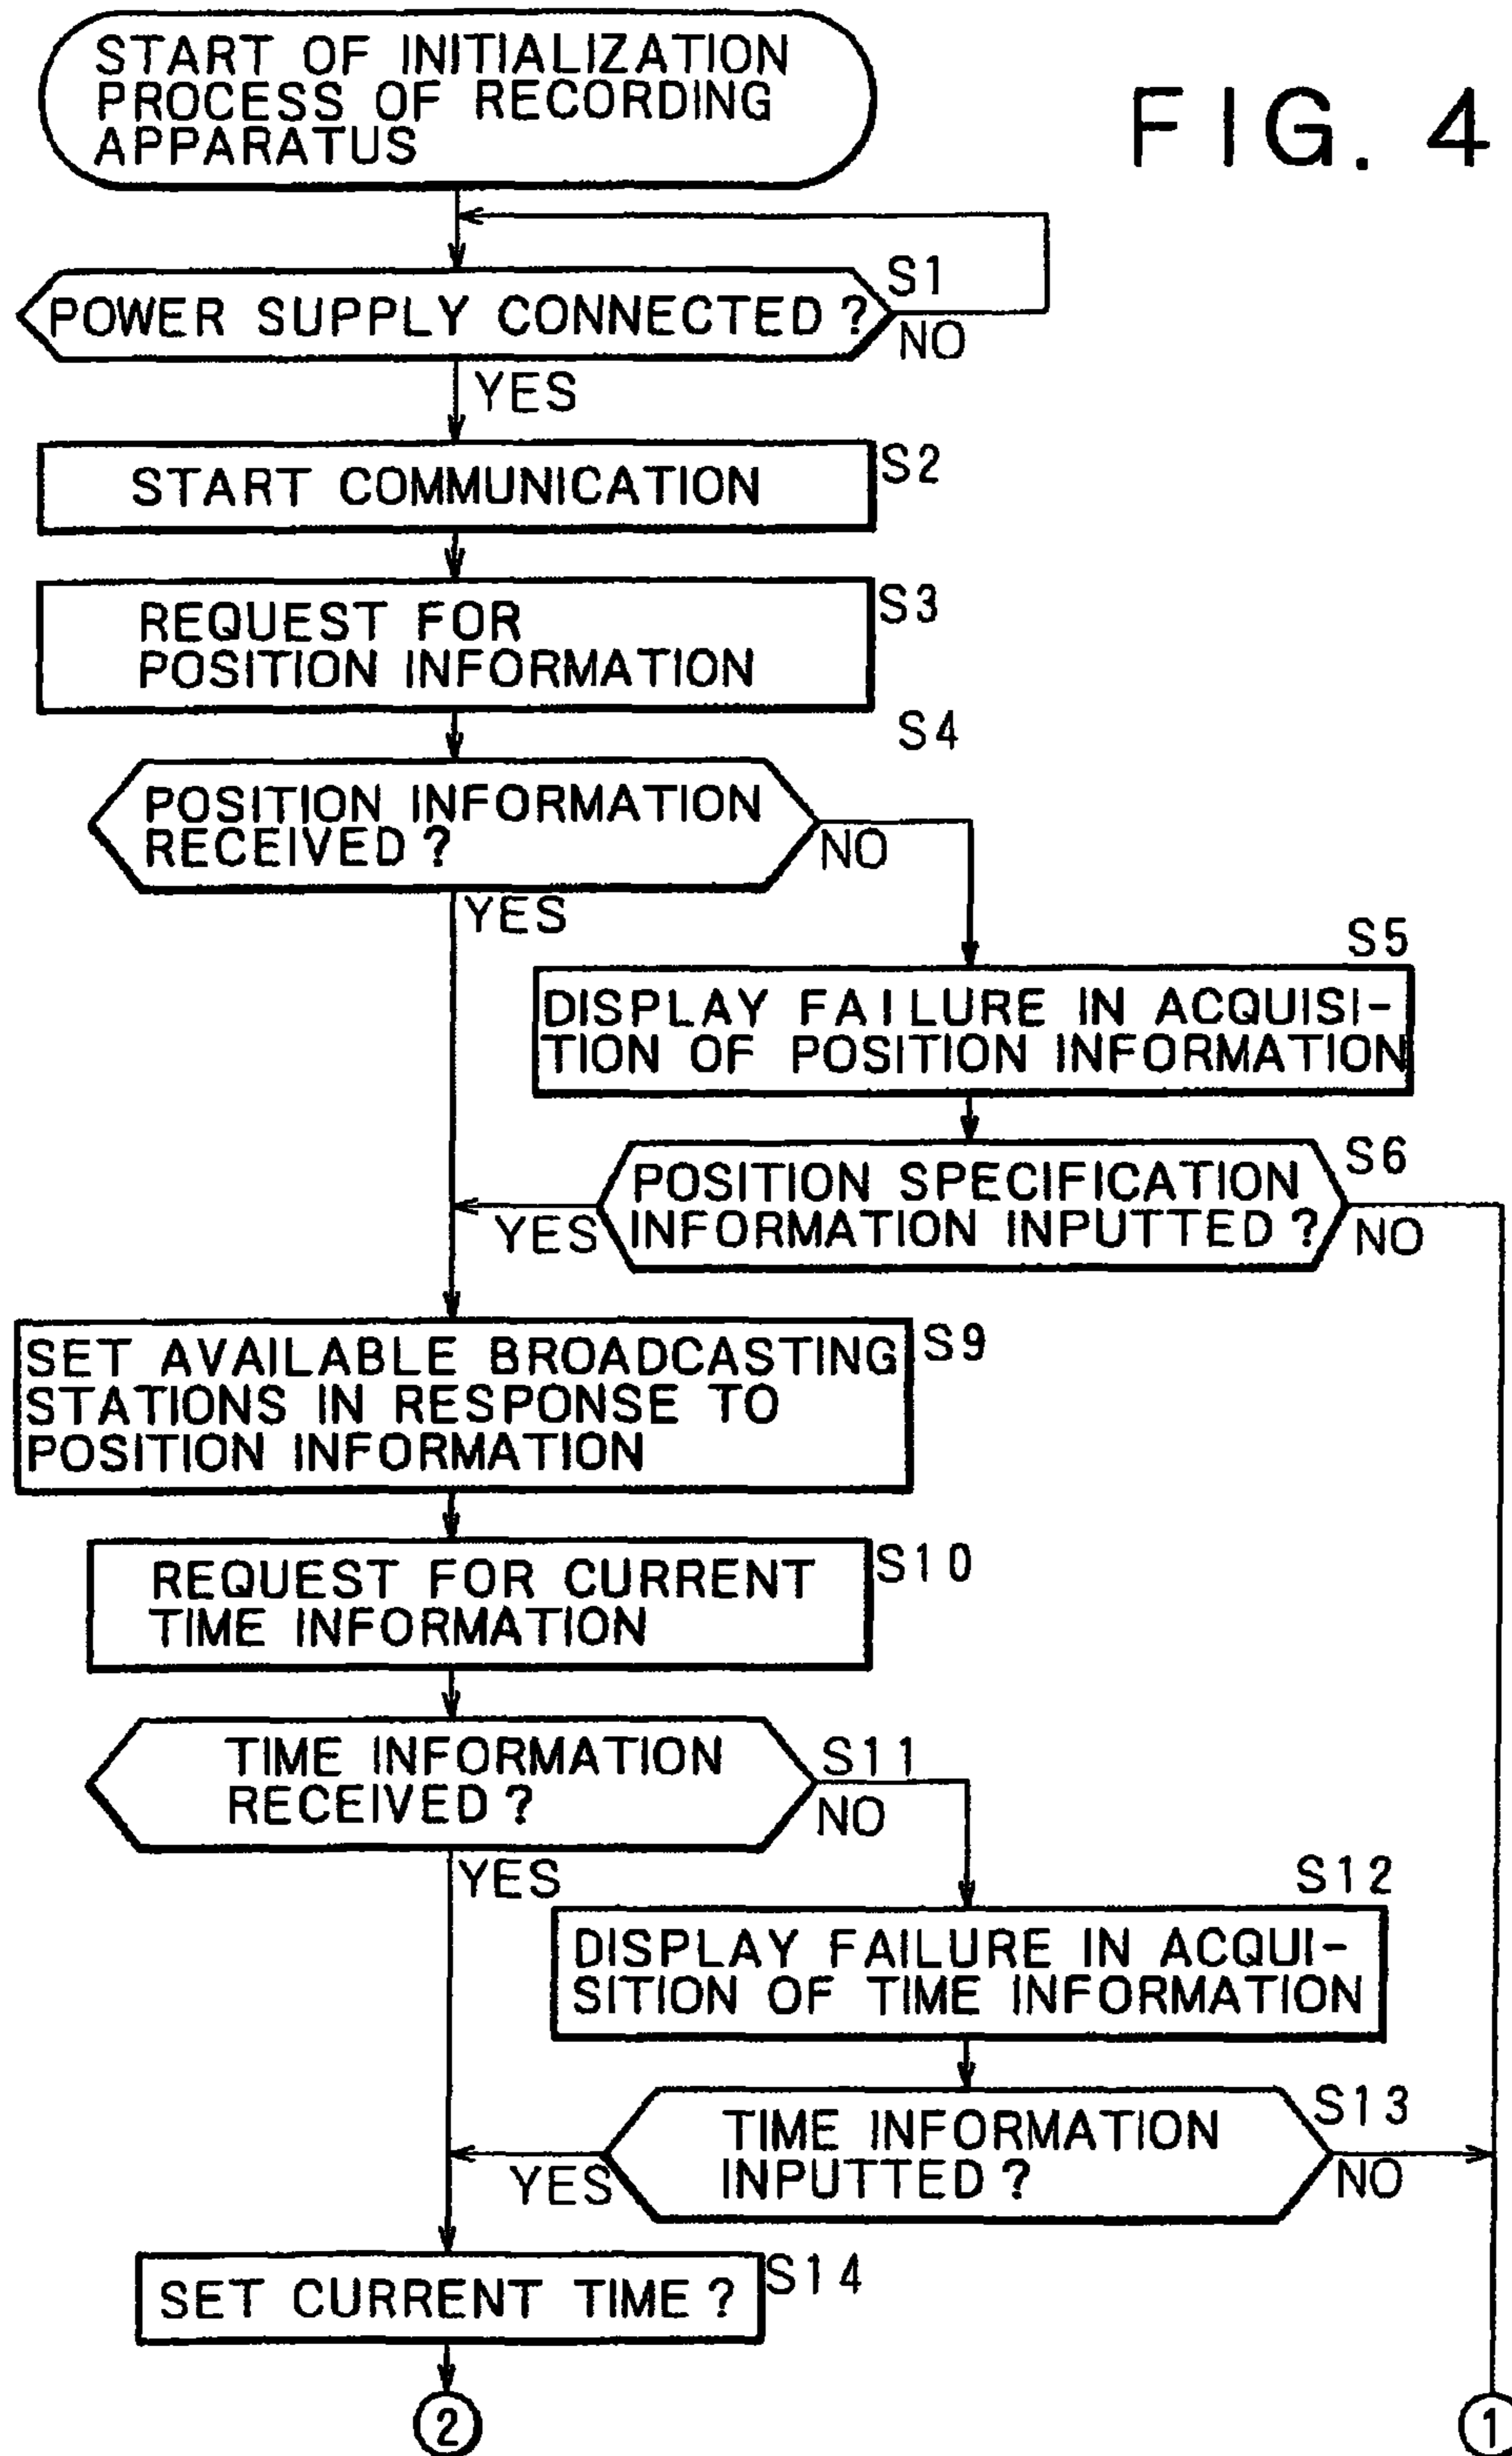 START OF INITIALIZATION
PROCESS OF RECORDING
APPARATUS
FIG. 4
S1
POWER SUPPLY CONNECTED ?
NO
YES
S2
START COMMUNICATION
S3
REQUEST FOR
POSITION INFORMATION
S4
POSITION INFORMATION
RECEIVED ?
NO
YES
S5
DISPLAY FAILURE IN ACQUISI-
TION OF POSITION INFORMATION
S6
POSITION SPECIFICATION
INFORMATION INPUTTED ?
YES
NO
S9
SET AVAILABLE BROADCASTING
STATIONS IN RESPONSE TO
POSITION INFORMATION
S10
REQUEST FOR CURRENT
TIME INFORMATION
S11
TIME INFORMATION
RECEIVED ?
NO
YES
S12
DISPLAY FAILURE IN ACQUI-
SITION OF TIME INFORMATION
S13
TIME INFORMATION
INPUTTED ?
YES
NO
S14
SET CURRENT TIME ?
2
1